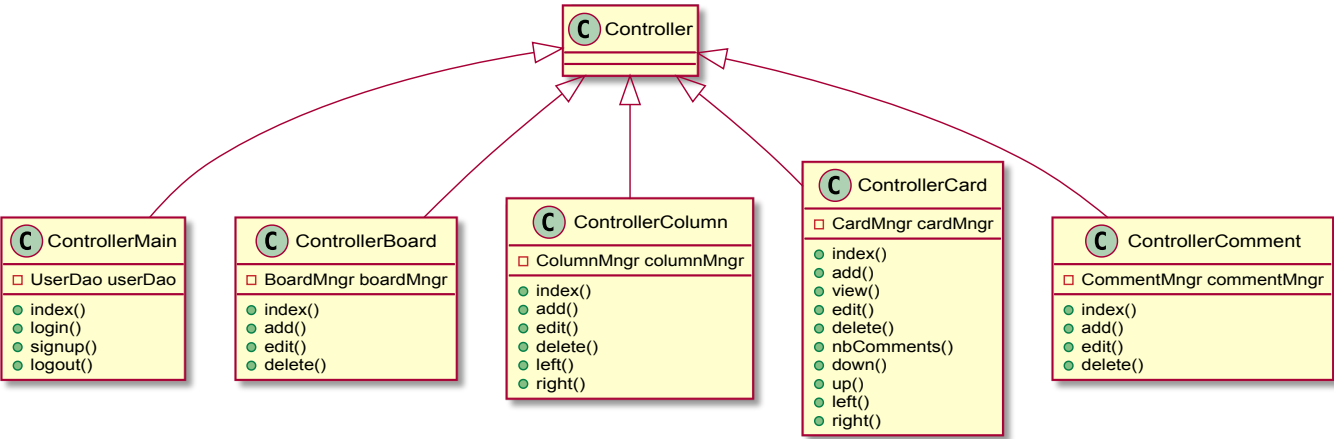 C Controller
C ControllerMain
UserDao userDao
index()
login()
signup()
logout()
C ControllerBoard
BoardMngr boardMngr
index()
add()
edit()
delete()
C ControllerColumn
ColumnMngr columnMngr
index()
add()
edit()
delete()
left()
right()
C ControllerCard
CardMngr cardMngr
index()
add()
view()
edit()
delete()
nbComments()
down()
up()
left()
right()
C ControllerComment
CommentMngr commentMngr
index()
add()
edit()
delete()